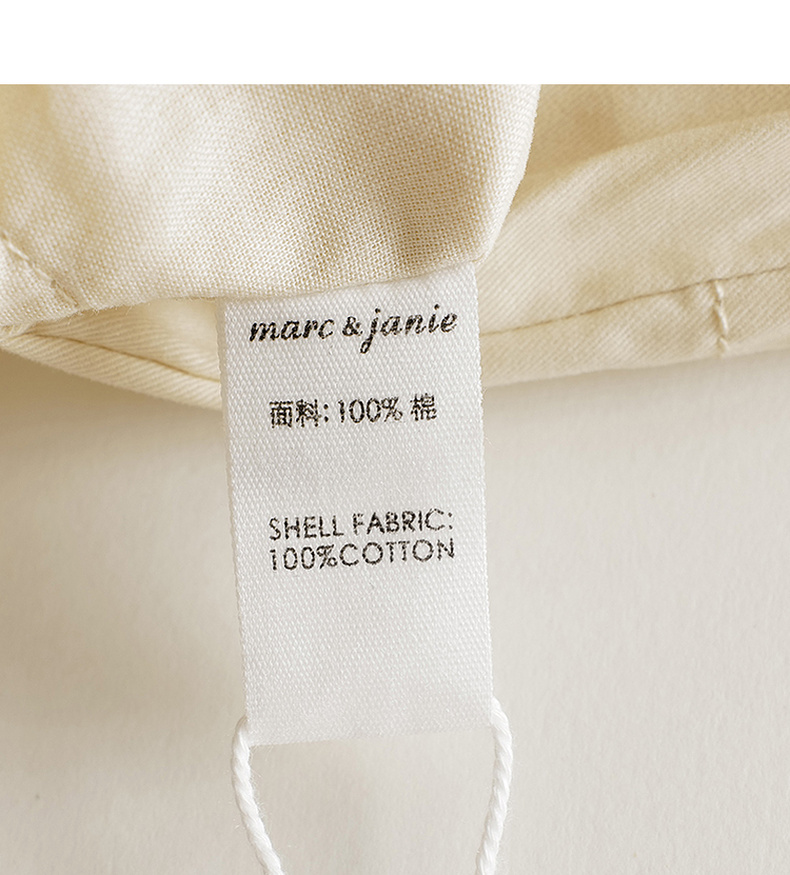 marc & janie
面料: 100% 棉
SHELL FABRIC:
100%COTTON